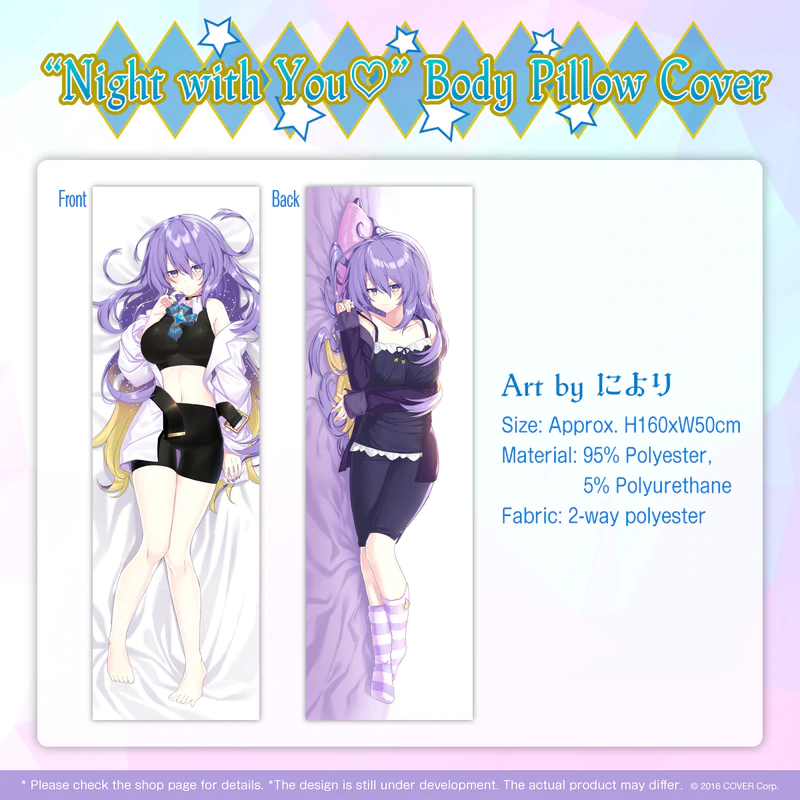 “Night with You♡” Body Pillow Cover
Front
Back
Art by により
Size: Approx. H160xW50cm
Material: 95% Polyester,
5% Polyurethane
Fabric: 2-way polyester
* Please check the shop page for details. *The design is still under development. The actual product may differ. © 2016 COVER Corp.